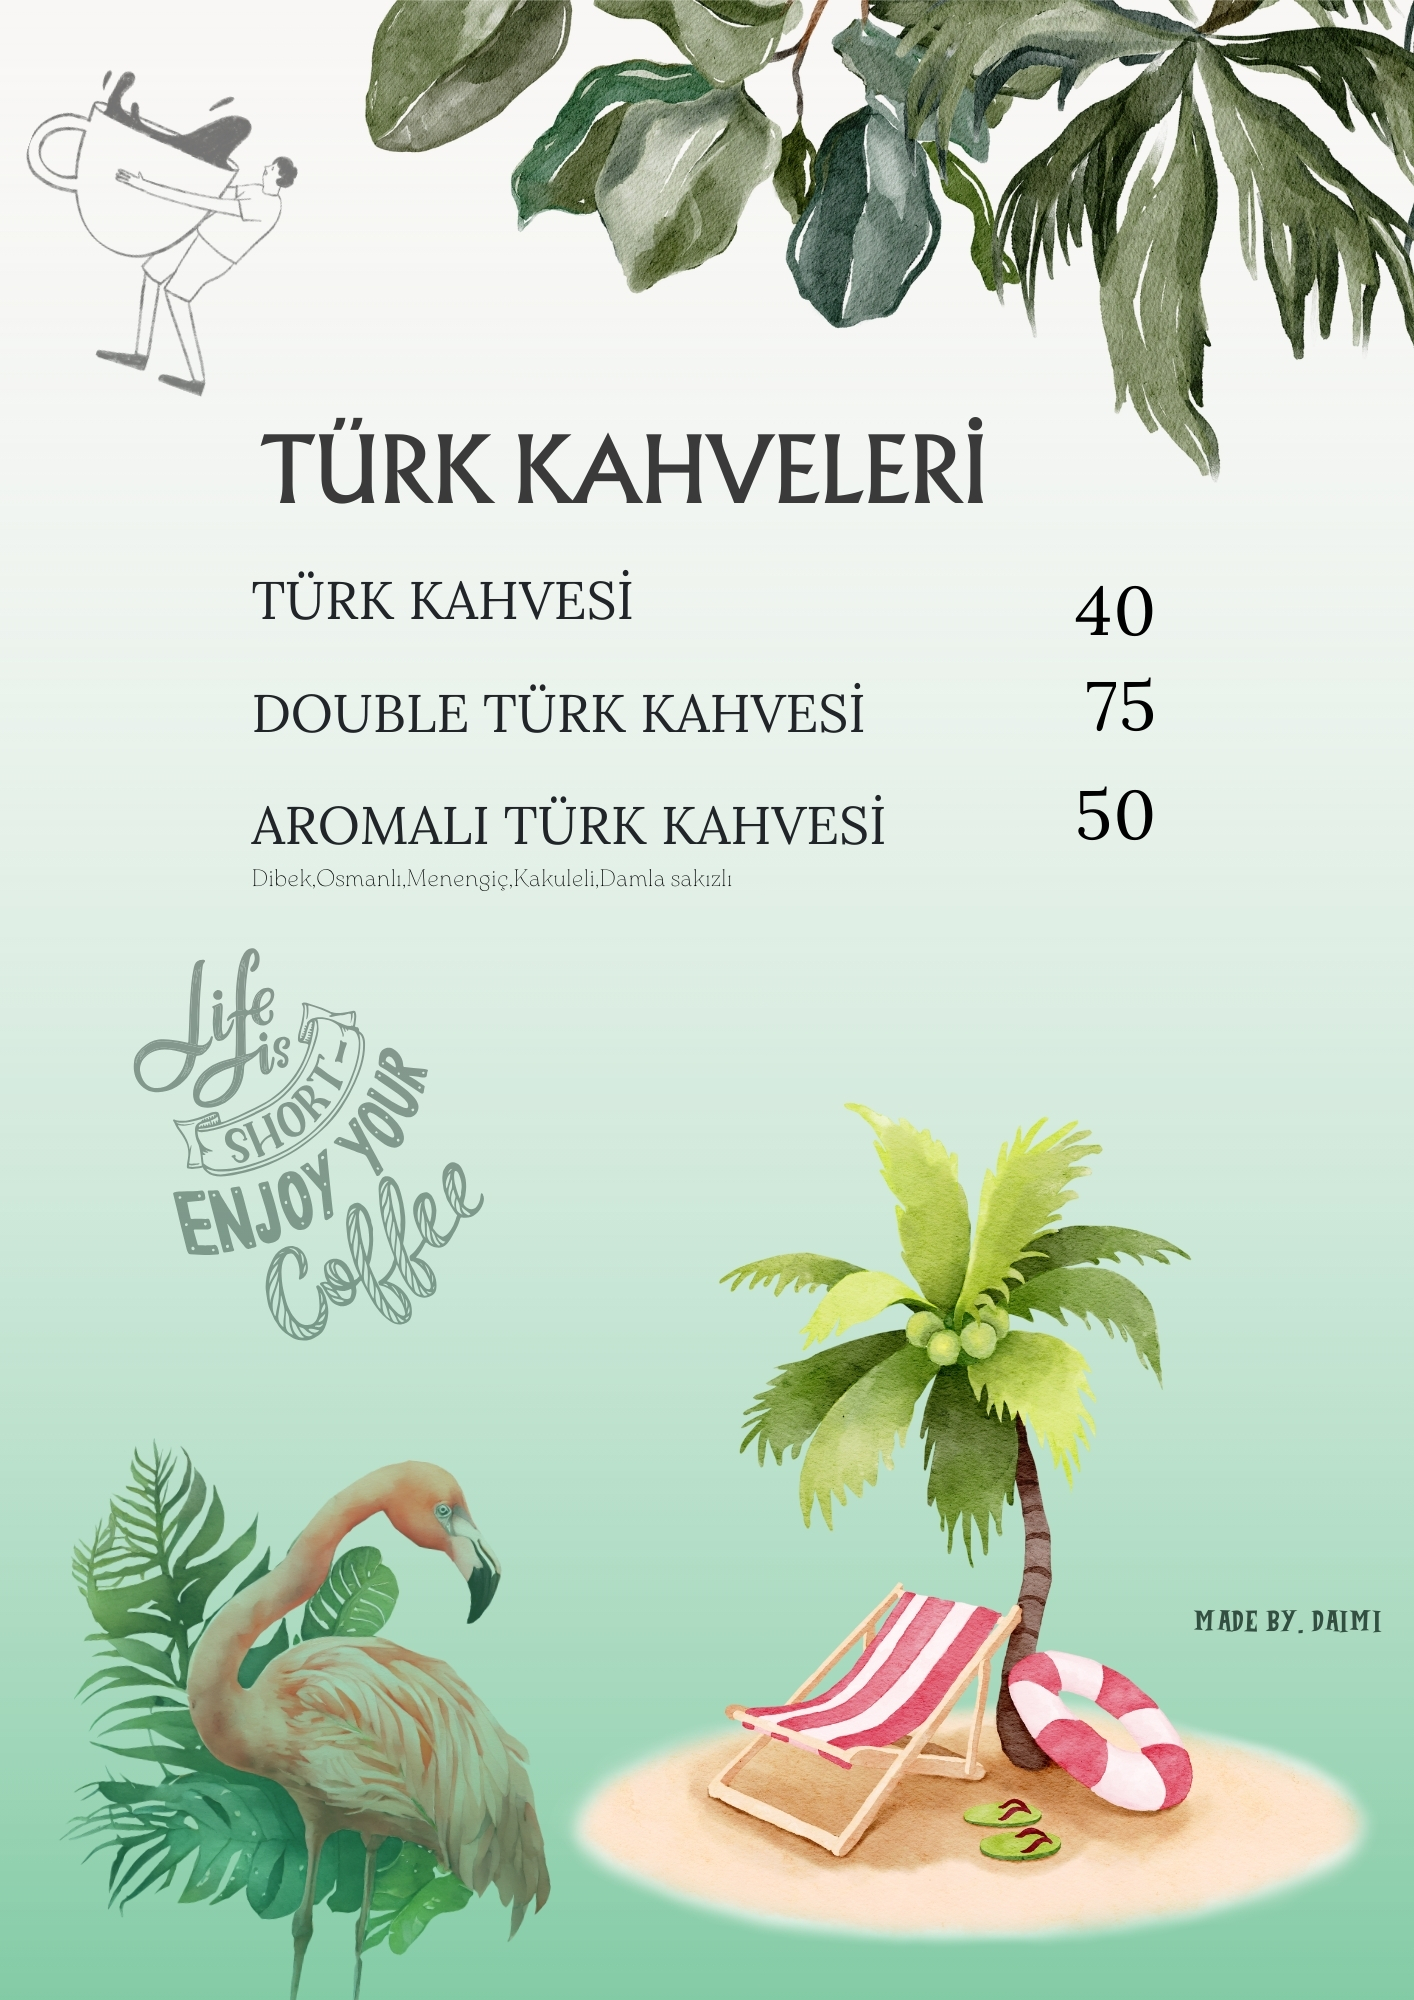 TÜRK KAHVELERİ
TÜRK KAHVESİ 40
DOUBLE TÜRK KAHVESİ 75
AROMALI TÜRK KAHVESİ 50
Dibek,Osmanlı,Menengiç,Kakuleli,Damla sakızlı
Life
is
SHORT-
ENJOY YOUR
Coffee
MADE BY. DAIMI